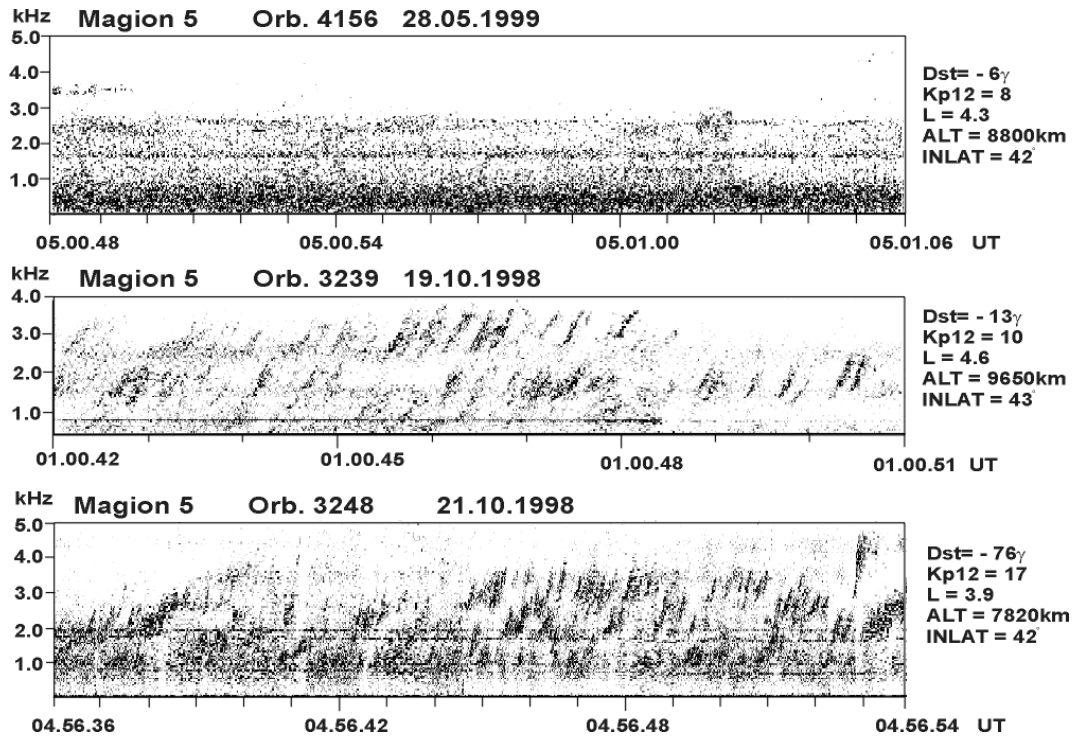 kHz Magion 5 Orb. 4156 28.05.1999
5.0
4.0
3.0
2.0
1.0
Dst= - 6γ
Kp12 = 8
L = 4.3
ALT = 8800km
INLAT = 42°
05.00.48 05.00.54 05.01.00 05.01.06 UT
kHz Magion 5 Orb. 3239 19.10.1998
4.0
3.0
2.0
1.0
Dst= - 13γ
Kp12 = 10
L = 4.6
ALT = 9650km
INLAT = 43°
01.00.42 01.00.45 01.00.48 01.00.51 UT
kHz Magion 5 Orb. 3248 21.10.1998
5.0
4.0
3.0
2.0
1.0
Dst= - 76γ
Kp12 = 17
L = 3.9
ALT = 7820km
INLAT = 42°
04.56.36 04.56.42 04.56.48 04.56.54 UT